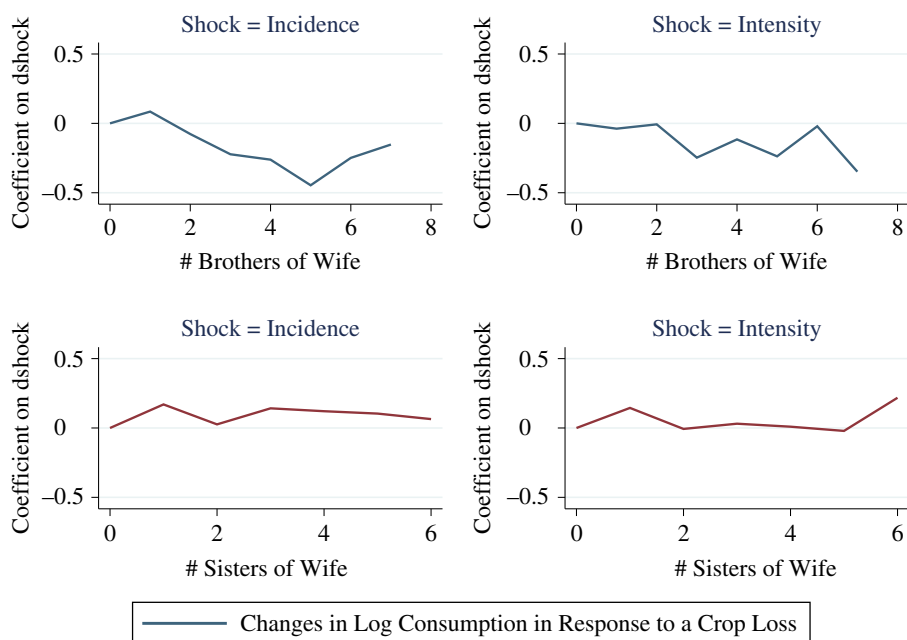 Shock = Incidence
Coefficient on dshock
0.5
0
–0.5
0 2 4 6 8
# Brothers of Wife
Shock = Intensity
Coefficient on dshock
0.5
0
–0.5
0 2 4 6 8
# Brothers of Wife
Shock = Incidence
Coefficient on dshock
0.5
0
–0.5
0 2 4 6
# Sisters of Wife
Shock = Intensity
Coefficient on dshock
0.5
0
–0.5
0 2 4 6
# Sisters of Wife
Changes in Log Consumption in Response to a Crop Loss